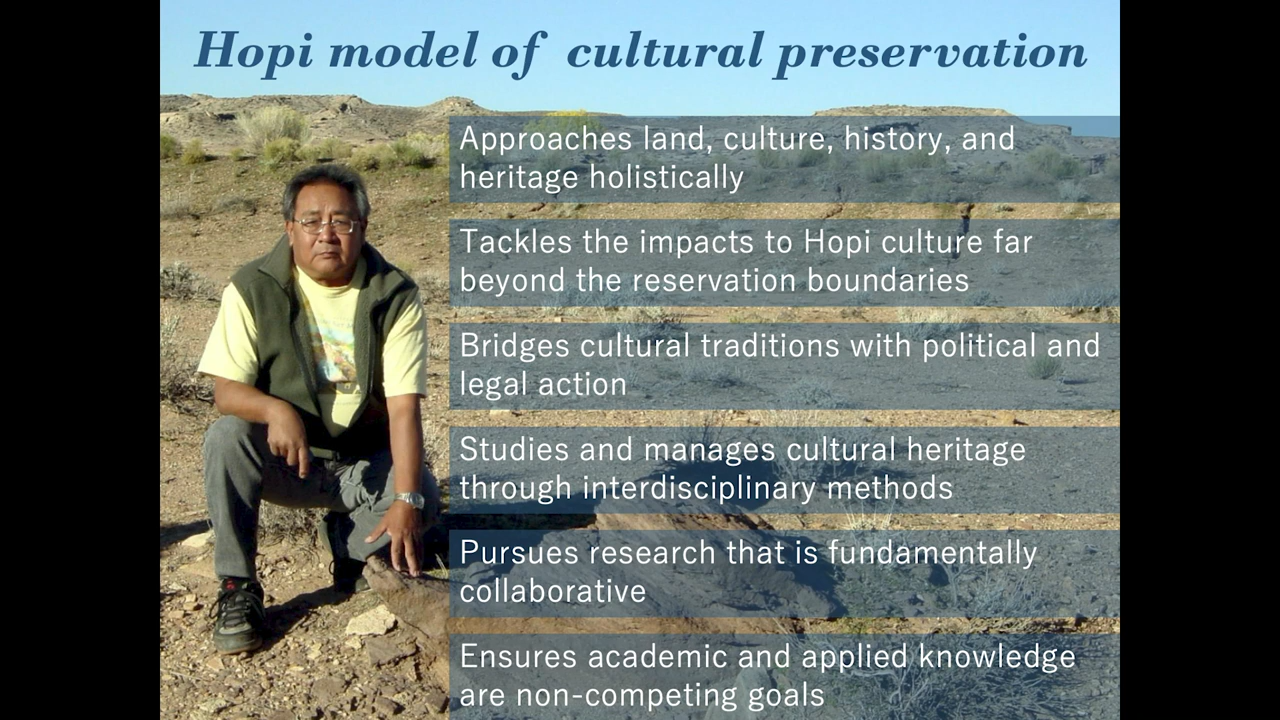 Hopi model of cultural preservation
Approaches land, culture, history, and
heritage holistically
Tackles the impacts to Hopi culture far
beyond the reservation boundaries
Bridges cultural traditions with political and
legal action
Studies and manages cultural heritage
through interdisciplinary methods
Pursues research that is fundamentally
collaborative
Ensures academic and applied knowledge
are non-competing goals